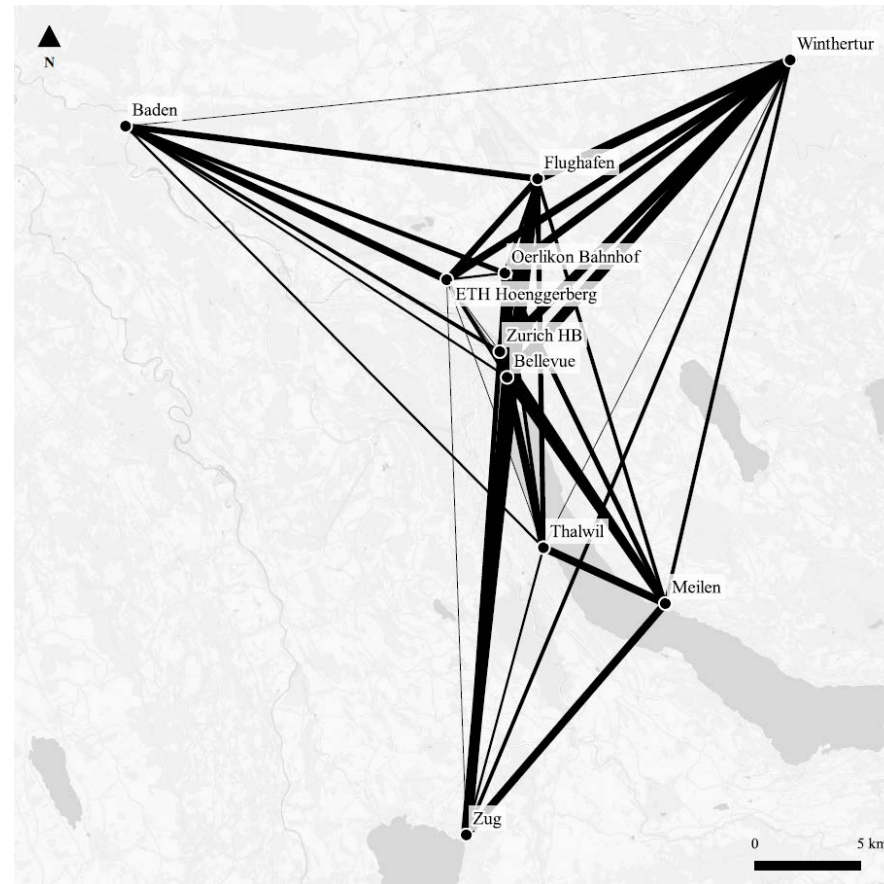 Winthertur
N
Baden
Flughafen
Oerlikon Bahnhof
ETH Hoenggerberg
Zurich HB
Bellevue
Thalwil
Meilen
Zug
0 5 km